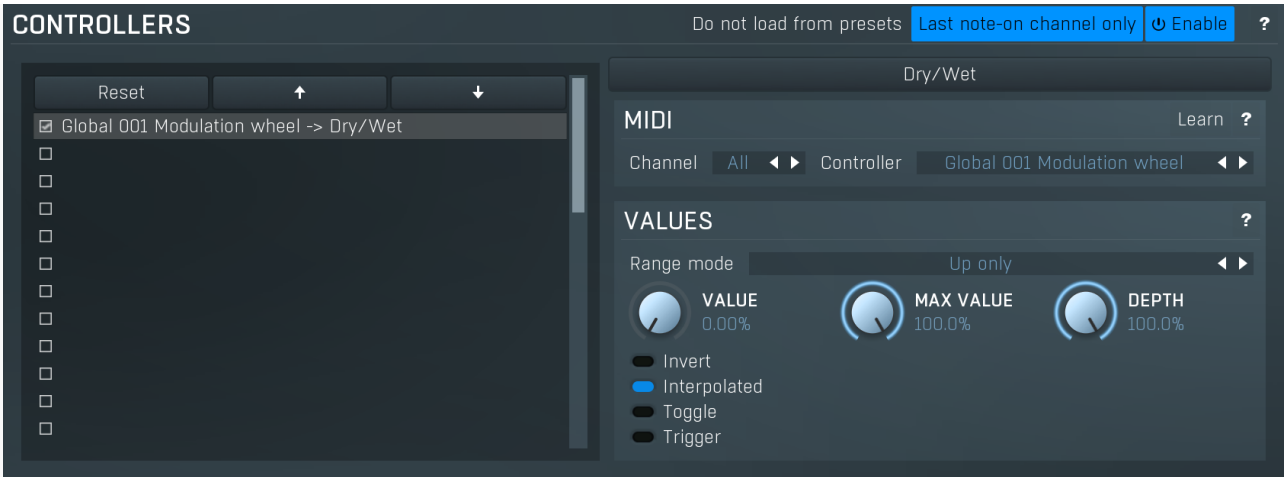 CONTROLLERS Do not load from presets Last note-on channel only Enable ?
Reset Dry/Wet
Global 001 Modulation wheel -> Dry/Wet
MIDI Learn ?
Channel All Controller Global 001 Modulation wheel
VALUES ?
Range mode Up only
VALUE MAX VALUE DEPTH
0.00% 100.0% 100.0%
Invert
Interpolated
Toggle
Trigger